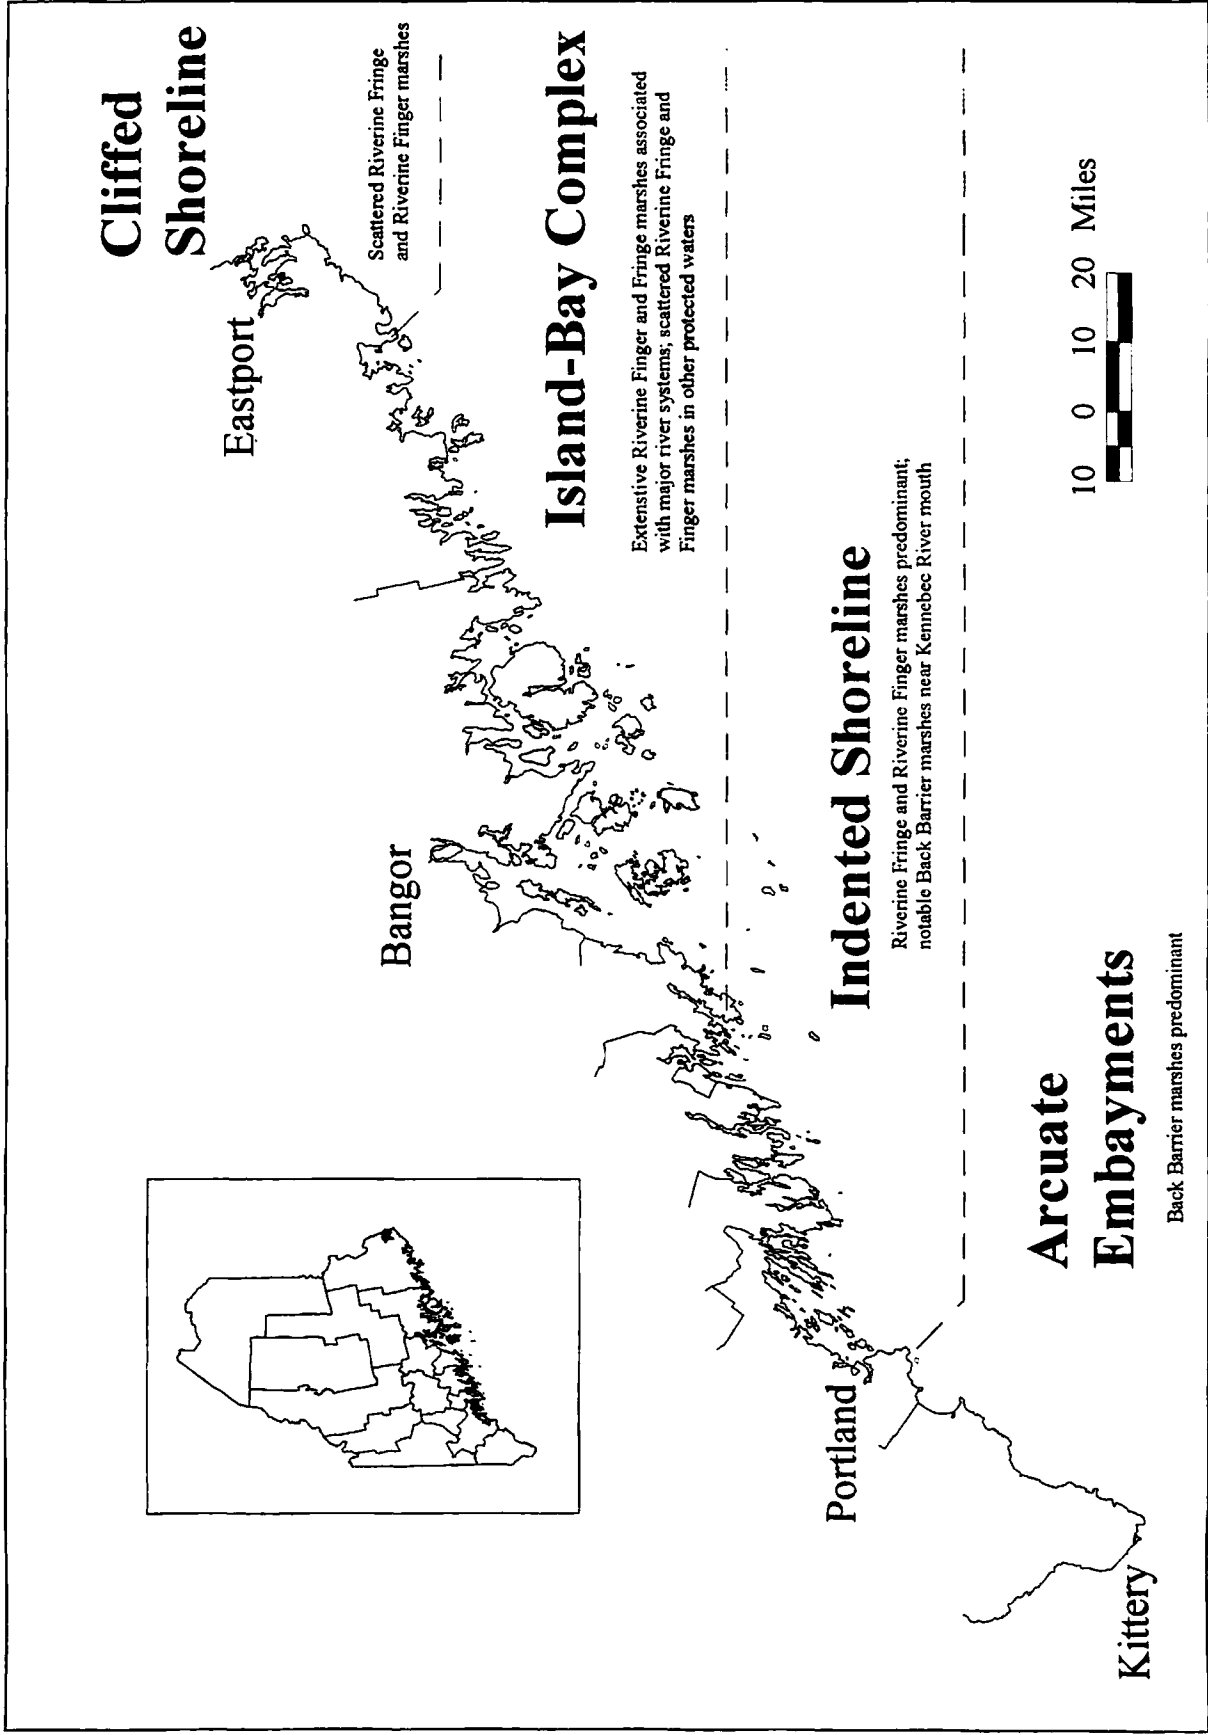 Cliffed
Shoreline
Eastport
Scattered Riverine Fringe
and Riverine Finger marshes
Island-Bay Complex
Extenstive Riverine Finger and Fringe marshes associated
with major river systems; scattered Riverine Fringe and
Finger marshes in other protected waters
Bangor
Indented Shoreline
Riverine Fringe and Riverine Finger marshes predominant;
notable Back Barrier marshes near Kennebec River mouth
Portland
Arcuate
Embayments
Back Barrier marshes predominant
Kittery
10 0 10 20 Miles